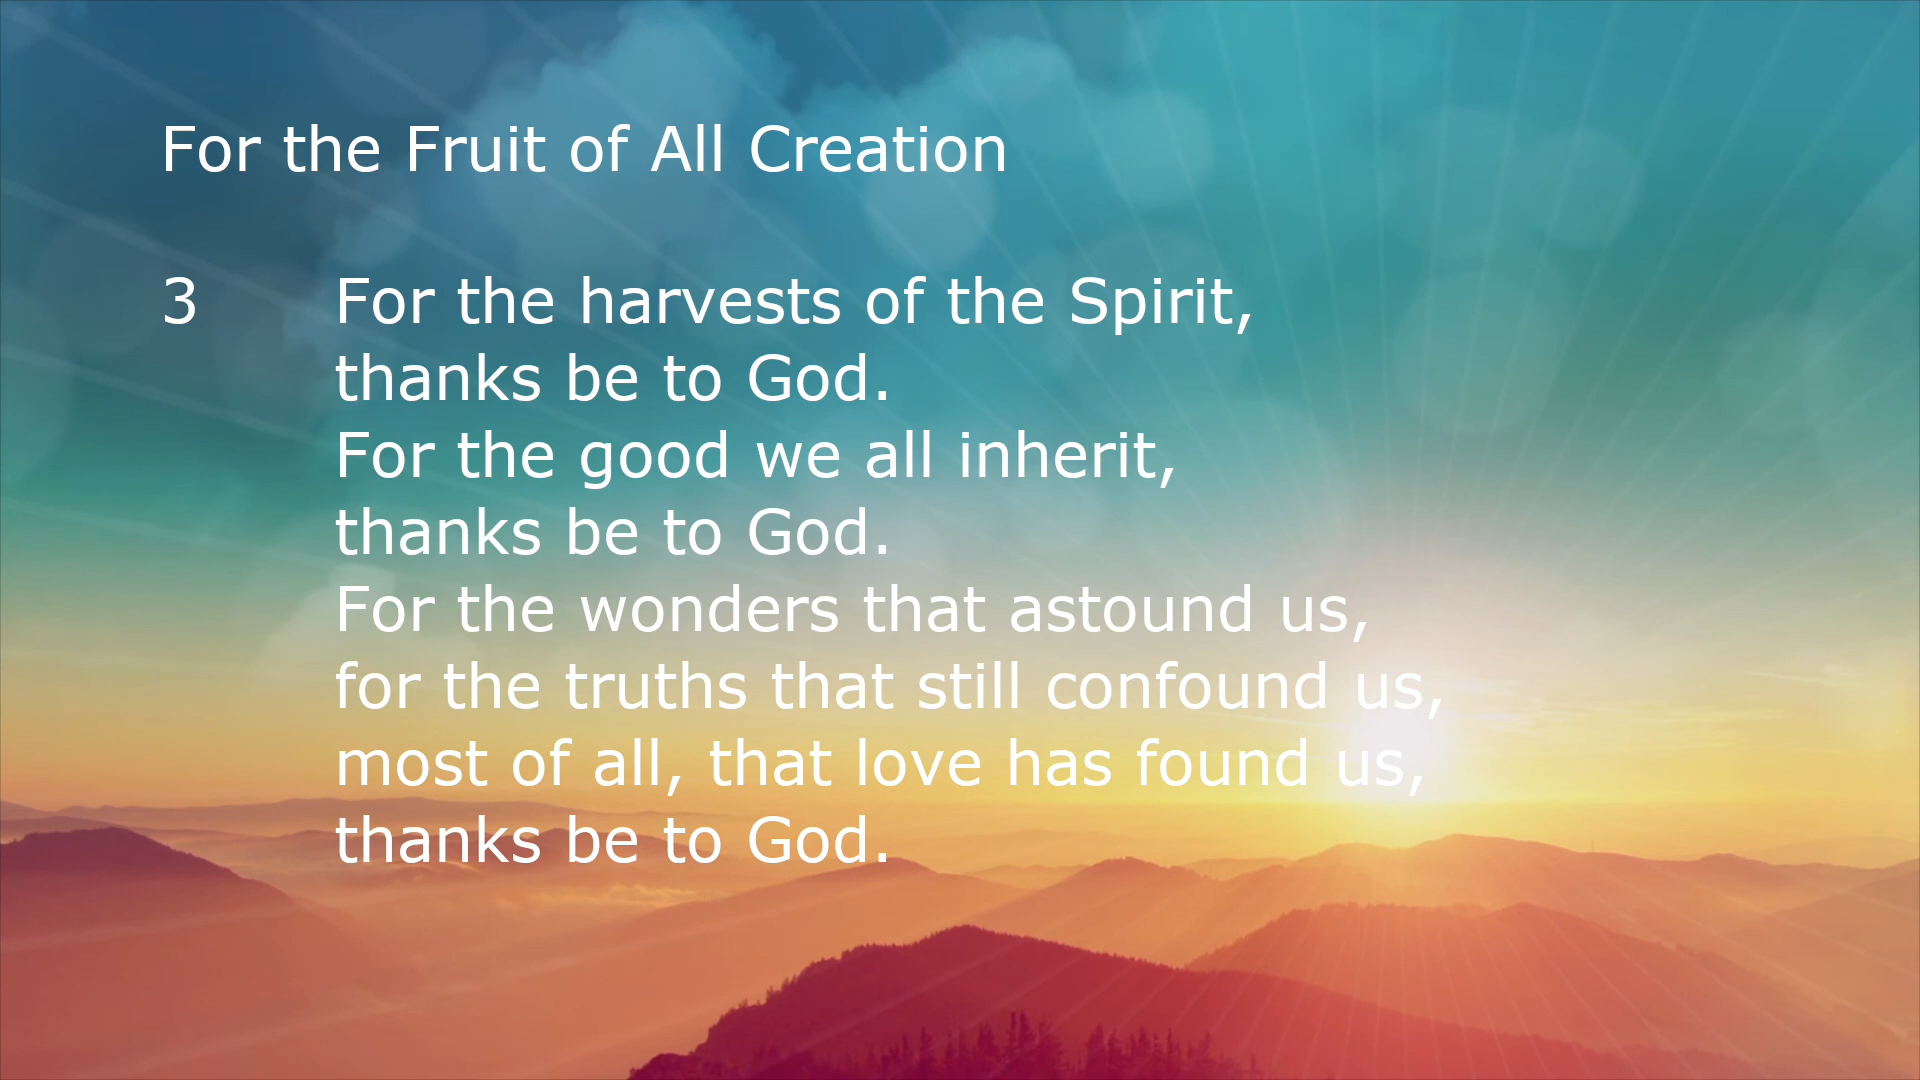 For the Fruit of All Creation
3 For the harvests of the Spirit,
thanks be to God.
For the good we all inherit,
thanks be to God.
For the wonders that astound us,
for the truths that still confound us,
most of all, that love has found us,
thanks be to God.